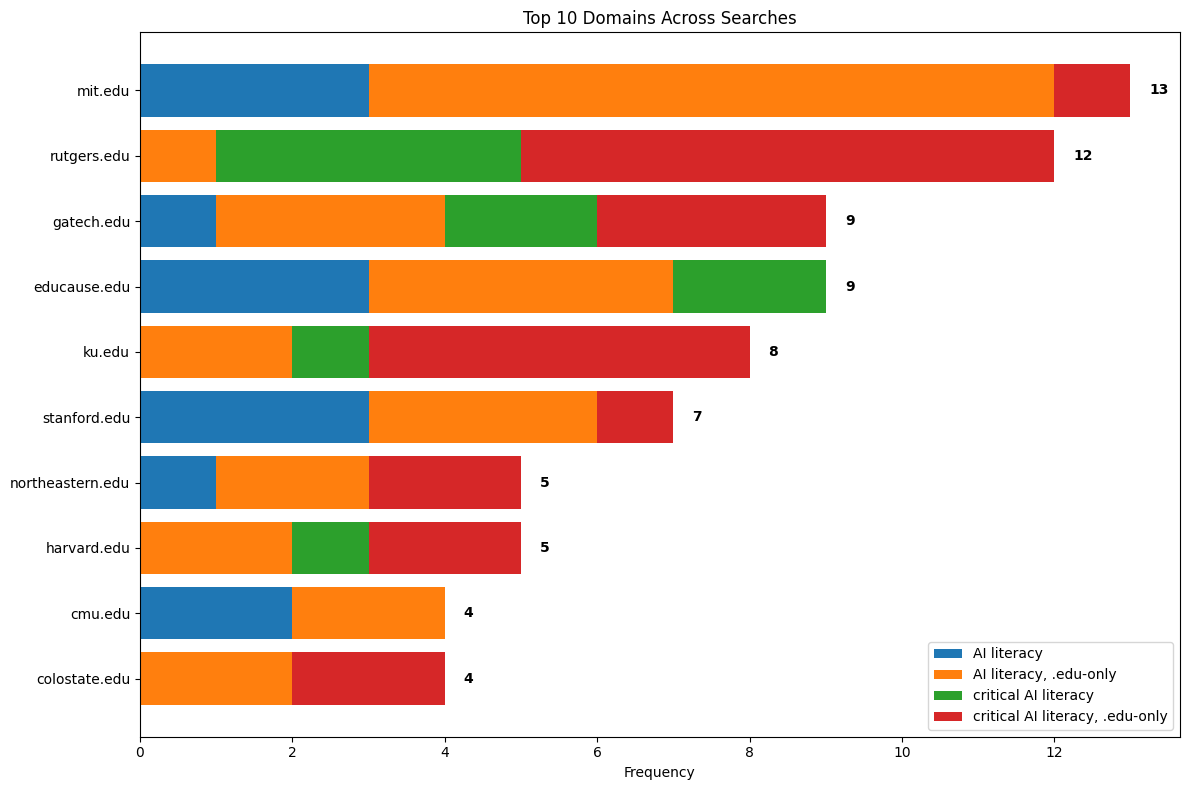 Top 10 Domains Across Searches
mit.edu
13
rutgers.edu
12
gatech.edu
9
educause.edu
9
ku.edu
8
stanford.edu
7
northeastern.edu
5
harvard.edu
5
cmu.edu
4
colostate.edu
4
AI literacy
AI literacy, .edu-only
critical AI literacy
critical AI literacy, .edu-only
0 2 4 6 8 10 12
Frequency